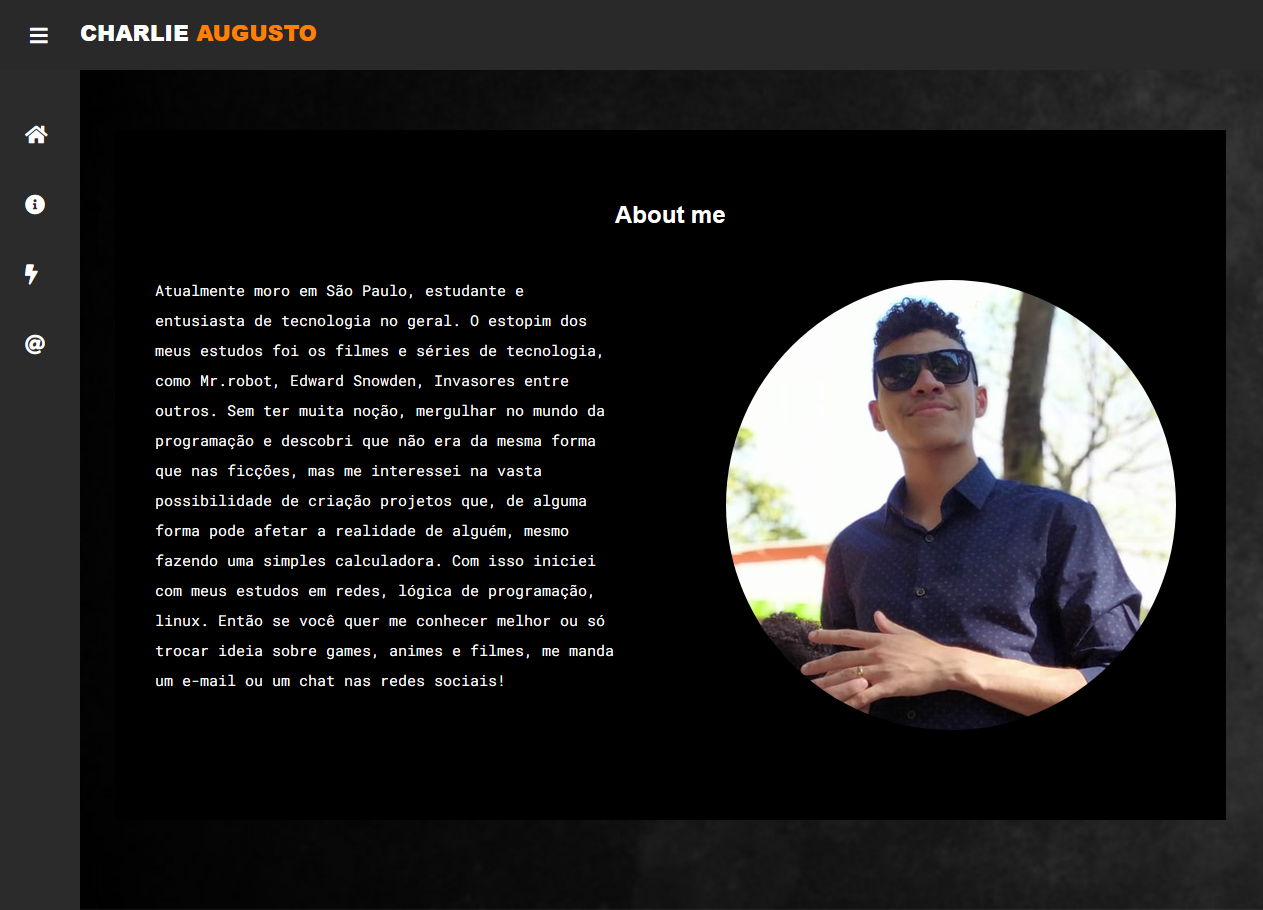 CHARLIE AUGUSTO
About me
Atualmente moro em São Paulo, estudante e
entusiasta de tecnologia no geral. O estopim dos
meus estudos foi os filmes e séries de tecnologia,
como Mr.robot, Edward Snowden, Invasores entre
outros. Sem ter muita noção, mergulhar no mundo da
programação e descobri que não era da mesma forma
que nas ficções, mas me interessei na vasta
possibilidade de criação projetos que, de alguma
forma pode afetar a realidade de alguém, mesmo
fazendo uma simples calculadora. Com isso iniciei
com meus estudos em redes, lógica de programação,
linux. Então se você quer me conhecer melhor ou só
trocar ideia sobre games, animes e filmes, me manda
um e-mail ou um chat nas redes sociais!